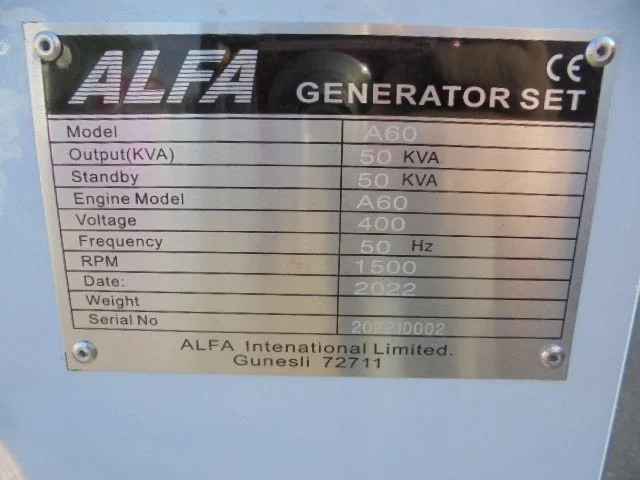 ALFA CE
GENERATOR SET
Model A60
Output(KVA) 50 KVA
Standby 50 KVA
Engine Model A60
Voltage 400
Frequency 50 Hz
RPM 1500
Date: 2022
Weight
Serial No 202210002
ALFA Intenational Limited.
Gunesli 72711